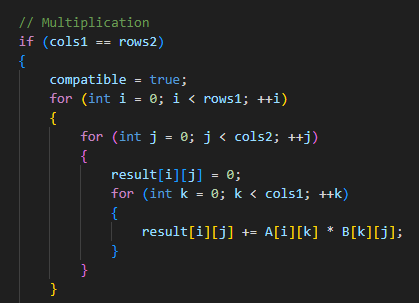 // Multiplication
if (cols1 == rows2)
{
    compatible = true;
    for (int i = 0; i < rows1; ++i)
    {
        for (int j = 0; j < cols2; ++j)
        {
            result[i][j] = 0;
            for (int k = 0; k < cols1; ++k)
            {
                result[i][j] += A[i][k] * B[k][j];
            }
        }
    }